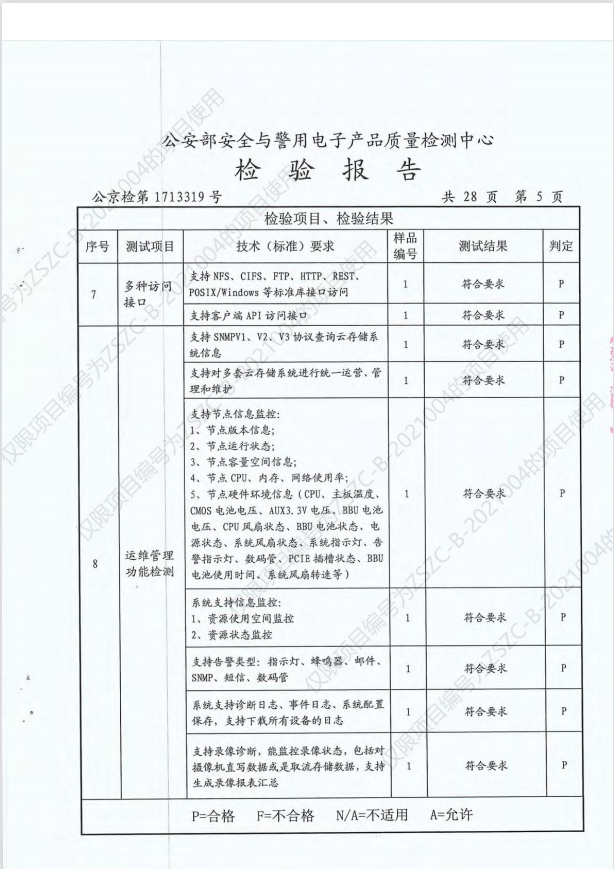 公安部安全与警用电子产品质量检测中心
检 验 报 告
公京检第 1713319 号
共 28 页 第 5 页
检验项目、检验结果
序号 测试项目 技术（标准）要求 样品编号 测试结果 判定
7 多种访问接口
支持 NFS、CIFS、FTP、HTTP、REST、
POSIX/Windows 等标准库接口访问
1 符合要求 P
支持客户端 API 访问接口 1 符合要求 P
8 运维管理功能检测
支持 SNMPV1、V2、V3 协议查询云存储系
统信息
1 符合要求 P
支持对多套云存储系统进行统一运营、管
理和维护
1 符合要求 P
支持节点信息监控：
1、节点版本信息；
2、节点运行状态；
3、节点容量空间信息；
4、节点 CPU、内存、网络使用率；
5、节点硬件环境信息（CPU、主板温度、
CMOS 电池电压、AUX3.3V 电压、BBU 电池
电压、CPU 风扇状态、BBU 电池状态、电
源状态、系统风扇状态、系统指示灯、告
警指示灯、数码管、PCIE 插槽状态、BBU
电池使用时间、系统风扇转速等）
1 符合要求 P
系统支持信息监控：
1、资源使用空间监控
2、资源状态监控
1 符合要求 P
支持告警类型：指示灯、蜂鸣器、邮件、
SNMP、短信、数码管
1 符合要求 P
系统支持诊断日志、事件日志、系统配置
保存，支持下载所有设备的日志
1 符合要求 P
支持录像诊断，能监控录像状态，包括对
摄像机直写数据或是取流存储数据，支持
生成录像报表汇总
1 符合要求 P
P=合格 F=不合格 N/A=不适用 A=允许
仅限项目编号为ZSZC-B-2021004的项目使用